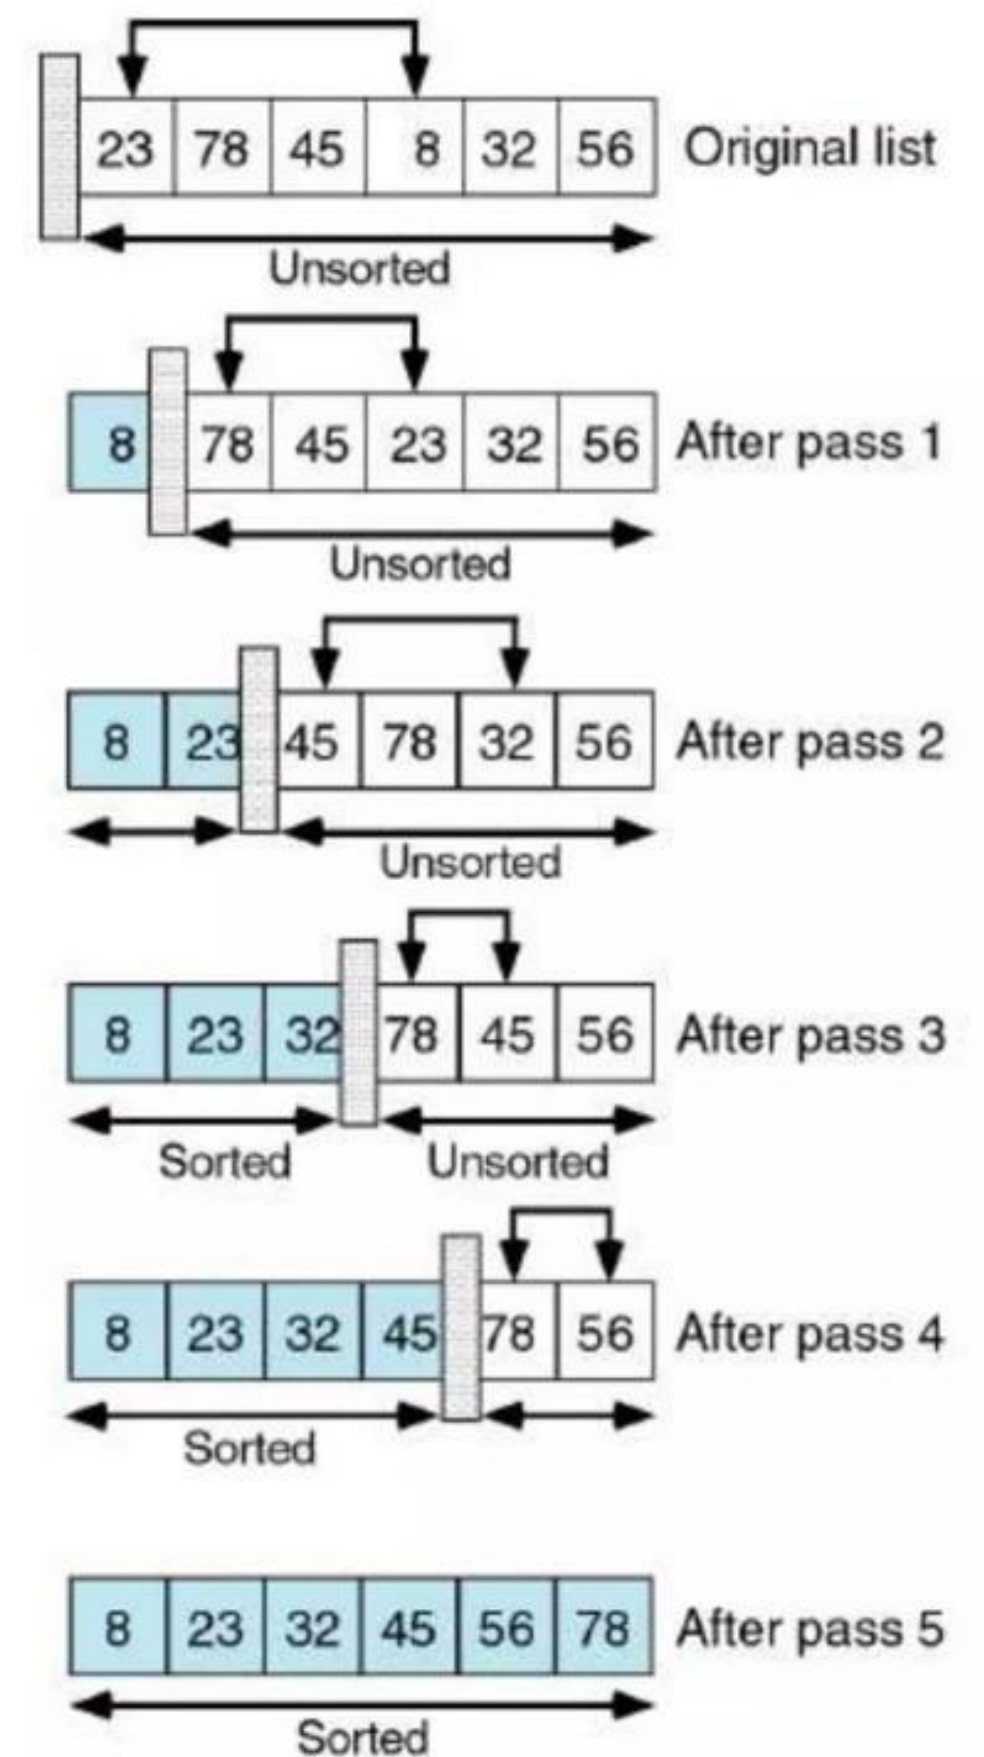 23 78 45 8 32 56 Original list
Unsorted
8 78 45 23 32 56 After pass 1
Unsorted
8 23 45 78 32 56 After pass 2
Unsorted
8 23 32 78 45 56 After pass 3
Sorted Unsorted
8 23 32 45 78 56 After pass 4
Sorted
8 23 32 45 56 78 After pass 5
Sorted